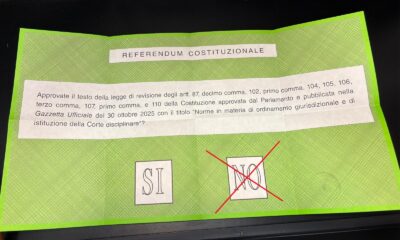 REFERENDUM COSTITUZIONALE
Approvate il testo della legge di revisione degli artt. 87, decimo comma, 102, primo comma, 104, 105, 106,
terzo comma, 107, primo comma, e 110 della Costituzione approvata dal Parlamento e pubblicata nella
Gazzetta Ufficiale del 30 ottobre 2025 con il titolo "Norme in materia di ordinamento giurisdizionale e di
istituzione della Corte disciplinare"?
SI NO